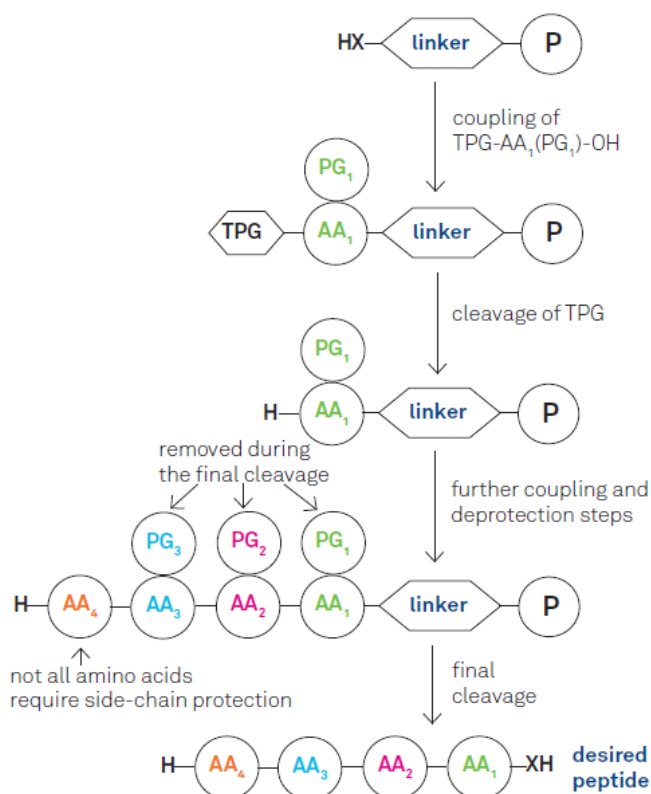 HX linker P
coupling of
TPG-AA₁(PG₁)-OH
PG₁
TPG AA₁ linker P
cleavage of TPG
PG₁
H AA₁ linker P
removed during
the final cleavage
further coupling and
deprotection steps
PG₃ PG₂ PG₁
H AA₄ AA₃ AA₂ AA₁ linker P
not all amino acids
require side-chain protection
final
cleavage
H AA₄ AA₃ AA₂ AA₁ XH
desired
peptide